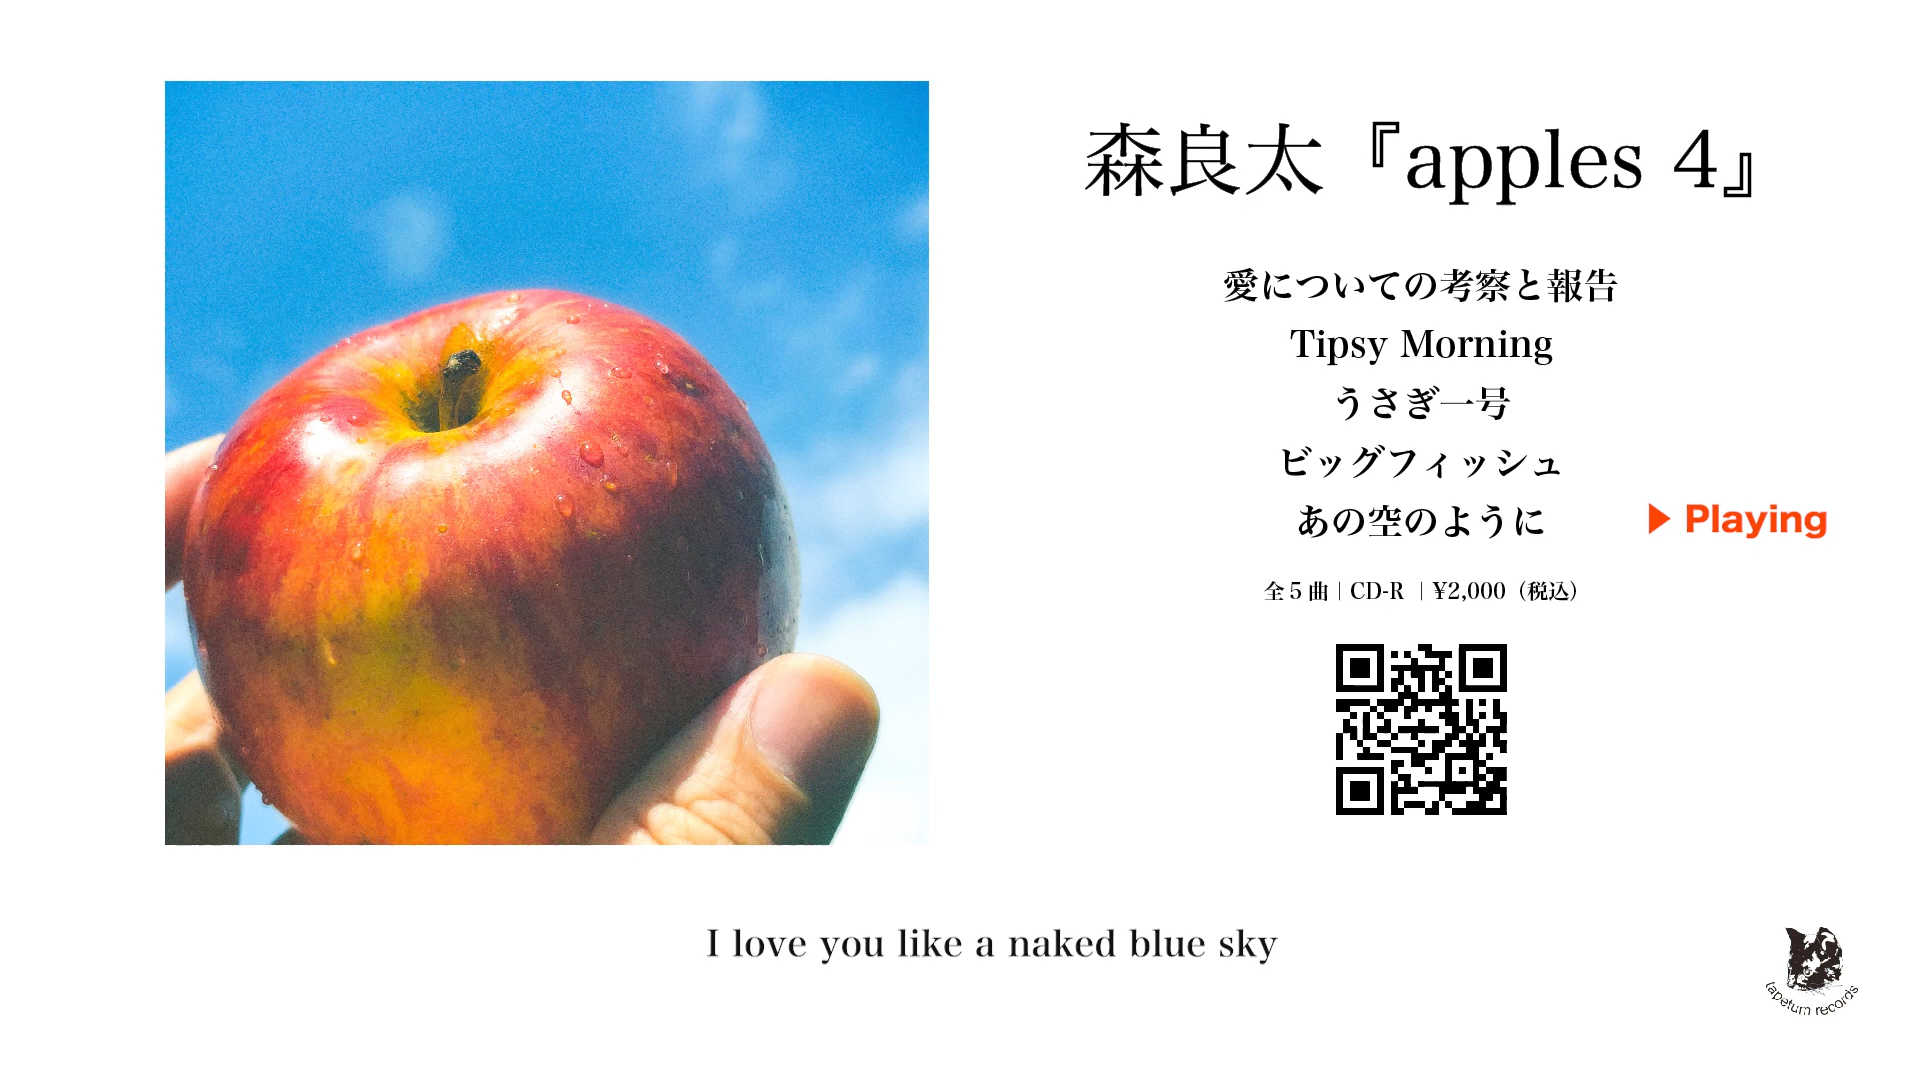 森良太『apples 4』
愛についての考察と報告
Tipsy Morning
うさぎ一号
ビッグフィッシュ
あの空のように
▶ Playing
全５曲｜CD-R ｜¥2,000（税込）
I love you like a naked blue sky
tapetum records